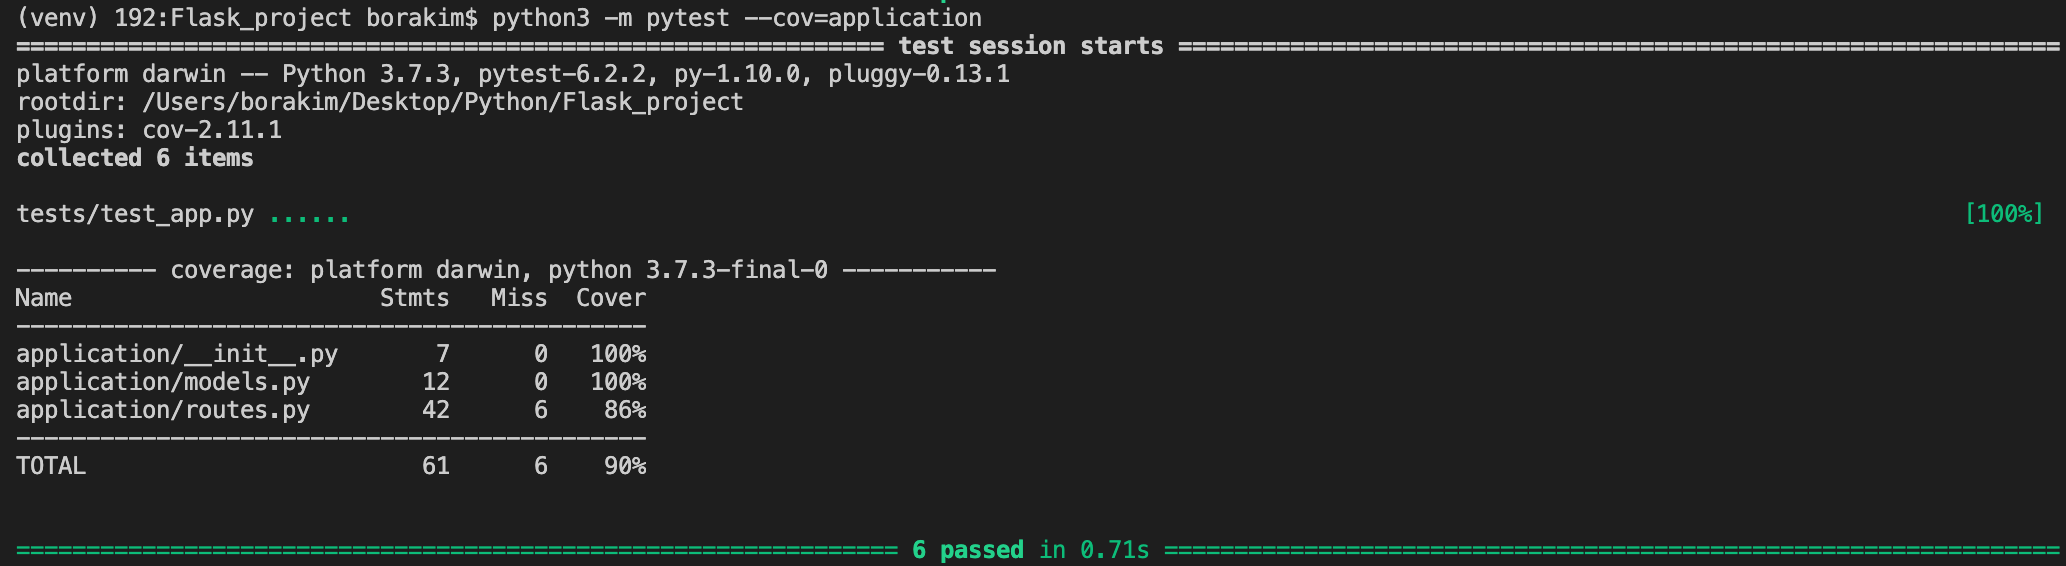 (venv) 192:Flask_project borakim$ python3 -m pytest --cov=application
============================================================== test session starts ===============================================================
platform darwin -- Python 3.7.3, pytest-6.2.2, py-1.10.0, pluggy-0.13.1
rootdir: /Users/borakim/Desktop/Python/Flask_project
plugins: cov-2.11.1
collected 6 items
tests/test_app.py ...... [100%]
---------- coverage: platform darwin, python 3.7.3-final-0 -----------
Name                      Stmts   Miss  Cover
---------------------------------------------
application/__init__.py       7      0   100%
application/models.py        12      0   100%
application/routes.py        42      6    86%
---------------------------------------------
TOTAL                        61      6    90%
=============================================================== 6 passed in 0.71s ================================================================